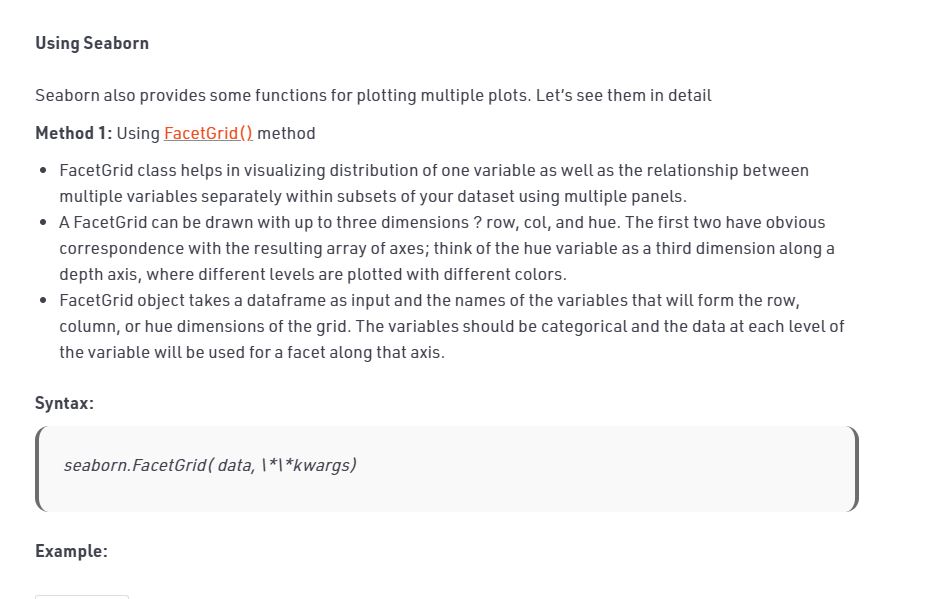 Using Seaborn
Seaborn also provides some functions for plotting multiple plots. Let’s see them in detail
Method 1: Using FacetGrid() method
• FacetGrid class helps in visualizing distribution of one variable as well as the relationship between
multiple variables separately within subsets of your dataset using multiple panels.
• A FacetGrid can be drawn with up to three dimensions ? row, col, and hue. The first two have obvious
correspondence with the resulting array of axes; think of the hue variable as a third dimension along a
depth axis, where different levels are plotted with different colors.
• FacetGrid object takes a dataframe as input and the names of the variables that will form the row,
column, or hue dimensions of the grid. The variables should be categorical and the data at each level of
the variable will be used for a facet along that axis.
Syntax:
seaborn.FacetGrid( data, \*\*kwargs)
Example: